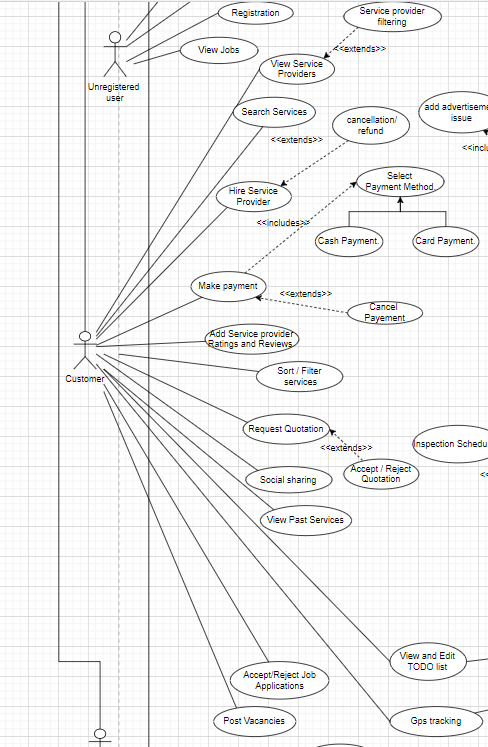 Service provider
filtering
Registration
<<extends>>
View Jobs
View Service
Providers
Unregistered
user
Search Services
add advertiseme
issue
cancellation/
refund
<<extends>>
<<inclu
Select
Payment Method
Hire Service
Provider
<<includes>>
Cash Payment.
Card Payment.
Make payment
<<extends>>
Cancel
Payement
Add Service provider
Ratings and Reviews
Customer
Sort / Filter
services
Request Quotation
<<extends>>
Inspection Schedu
Accept / Reject
Quotation
Social sharing
<<
View Past Services
View and Edit
TODO list
Accept/Reject Job
Applications
Post Vacancies
Gps tracking